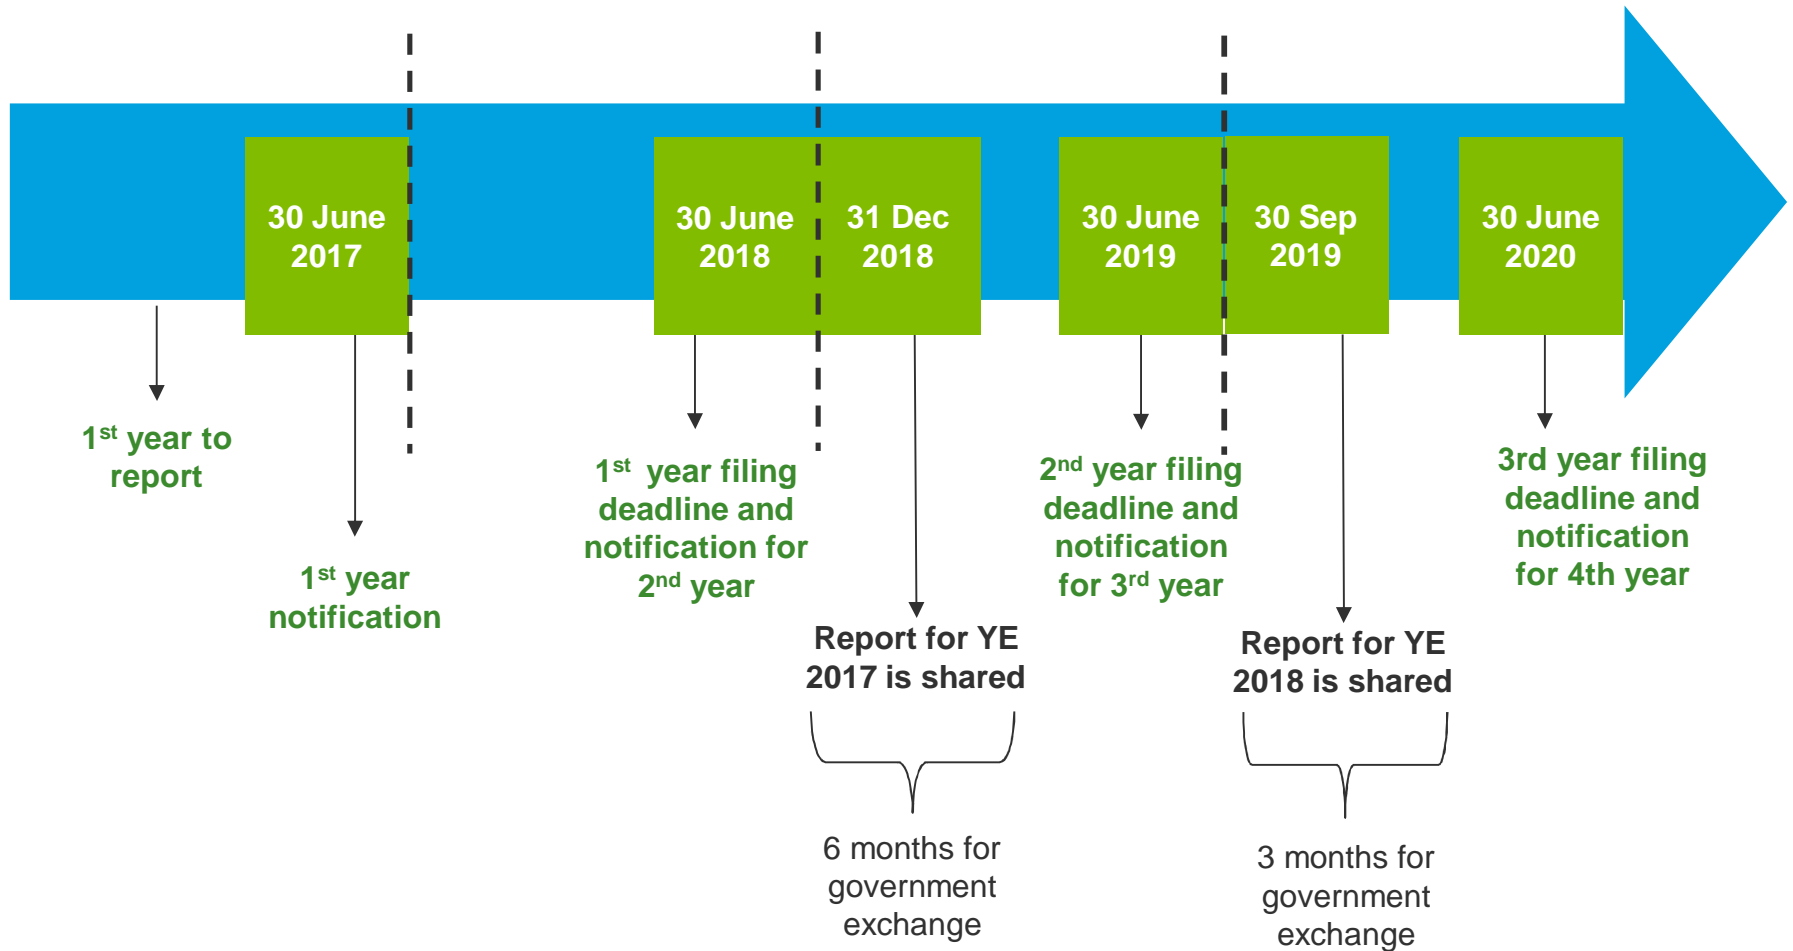 30 June
2017
30 June
2018
31 Dec
2018
30 June
2019
30 Sep
2019
30 June
2020
1st year to
report
1st year
notification
1st year filing
deadline and
notification for
2nd year
Report for YE
2017 is shared
6 months for
government
exchange
2nd year filing
deadline and
notification
for 3rd year
Report for YE
2018 is shared
3 months for
government
exchange
3rd year filing
deadline and
notification
for 4th year